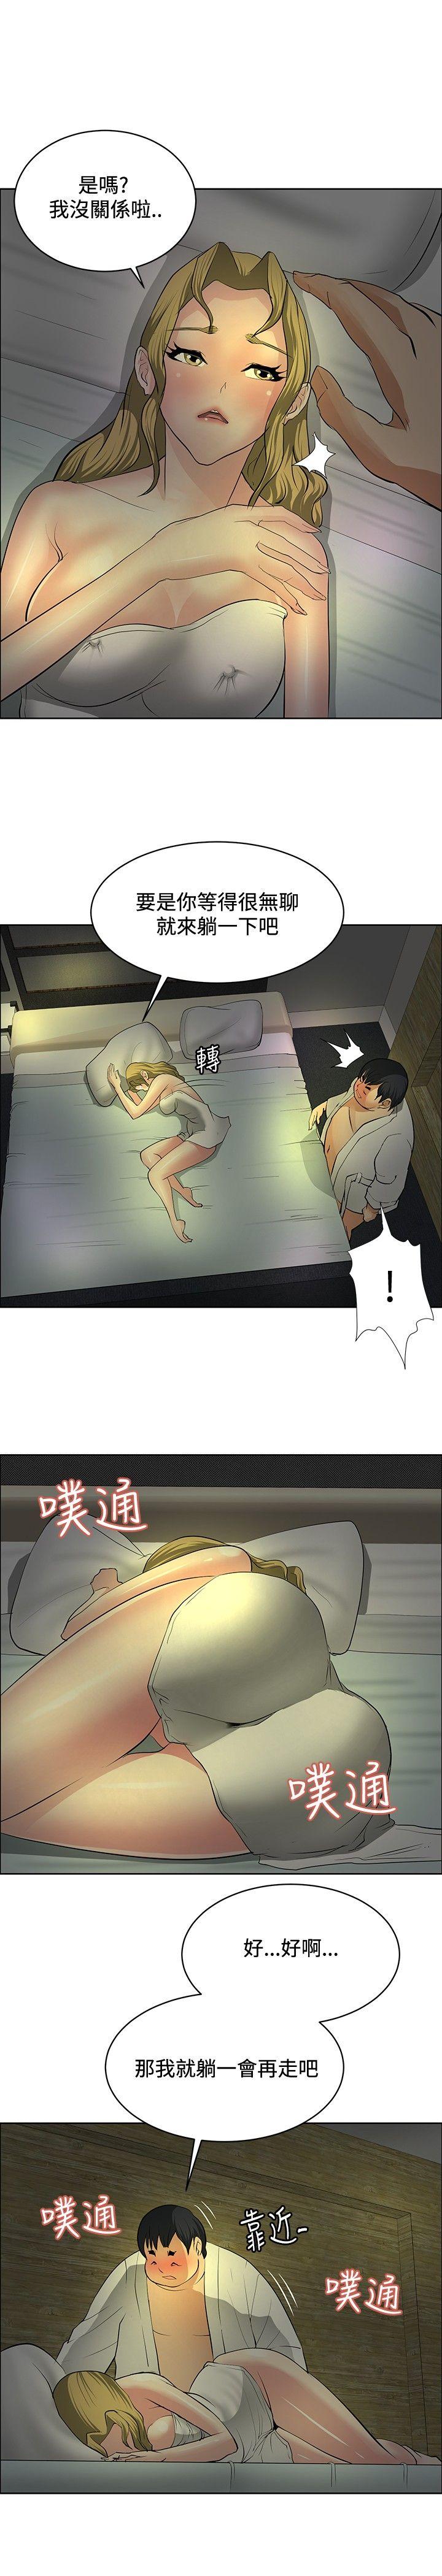 是嗎?
我沒關係啦..
要是你等得很無聊
就來躺一下吧
轉
!
噗通
噗通
好...好啊...
那我就躺一會再走吧
噗通
靠近-
噗通